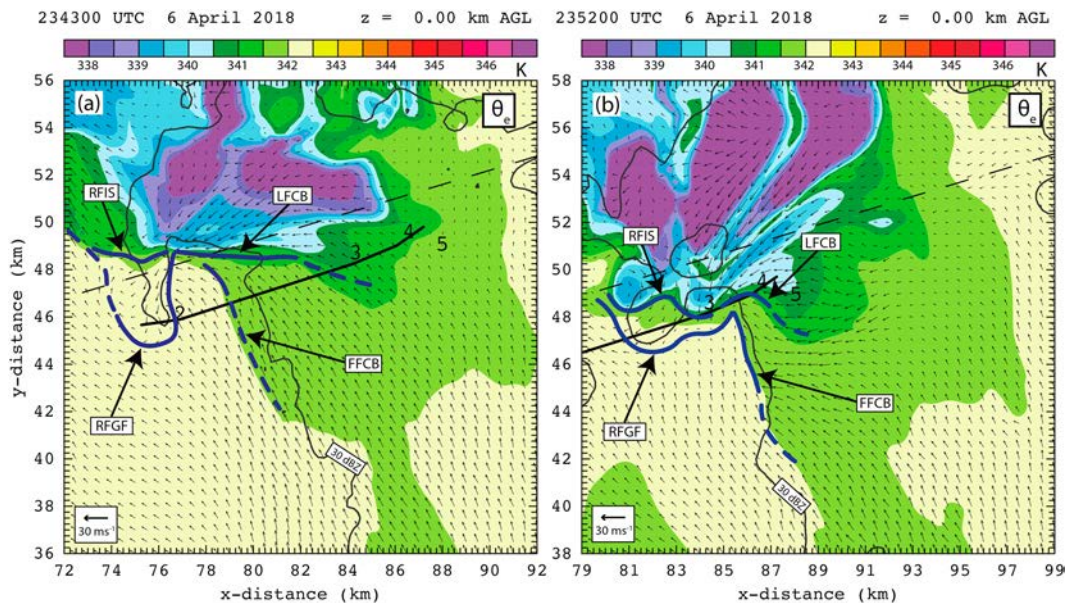 234300 UTC 6 April 2018 z = 0.00 km AGL
338 339 340 341 342 343 344 345 346
K
(a)
θe
56
54
52
50
48
46
44
42
40
38
36
y-distance (km)
RFIS
LFCB
2
3
4
5
FFCB
RFGF
30 dBZ
30 ms⁻¹
72 74 76 78 80 82 84 86 88 90 92
x-distance (km)
235200 UTC 6 April 2018 z = 0.00 km AGL
338 339 340 341 342 343 344 345 346
K
(b)
θe
58
56
54
52
50
48
46
44
42
40
38
RFIS
LFCB
3
4
5
FFCB
RFGF
30 dBZ
30 ms⁻¹
79 81 83 85 87 89 91 93 95 97 99
x-distance (km)